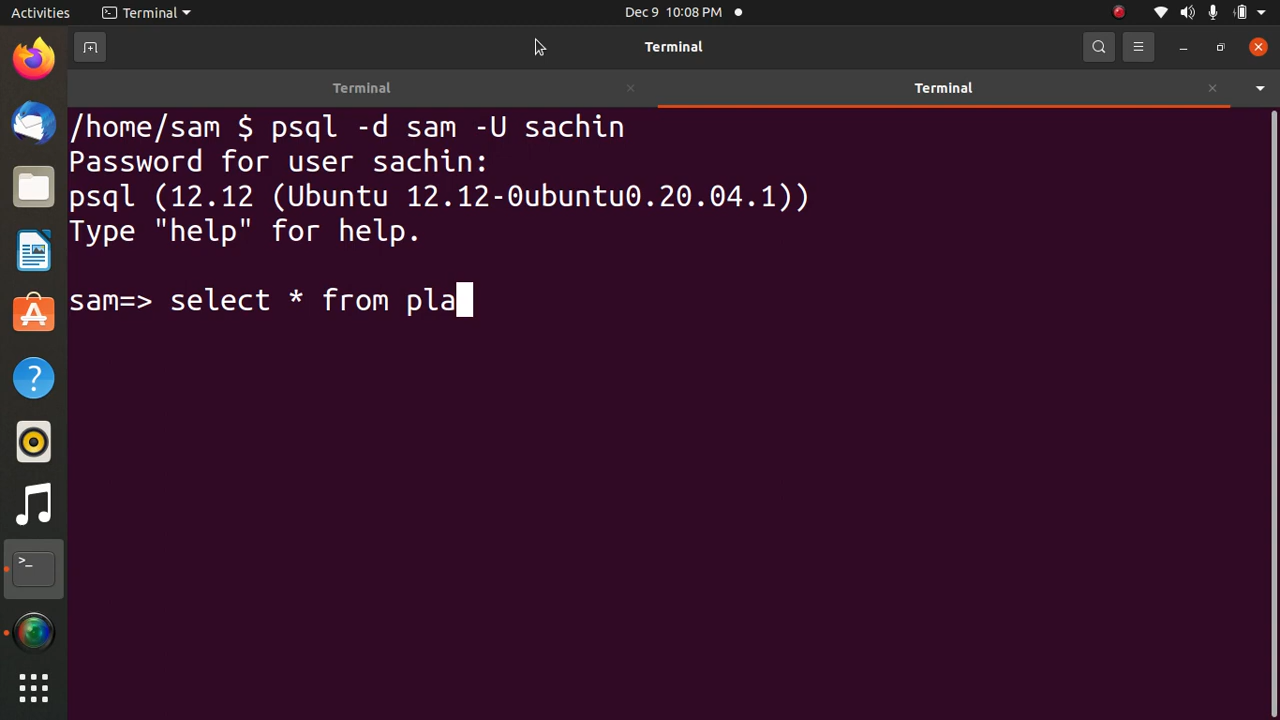 Activities
Terminal
Dec 9 10:08 PM
Terminal
Terminal
Terminal
/home/sam $ psql -d sam -U sachin
Password for user sachin:
psql (12.12 (Ubuntu 12.12-0ubuntu0.20.04.1))
Type "help" for help.
sam=> select * from pla